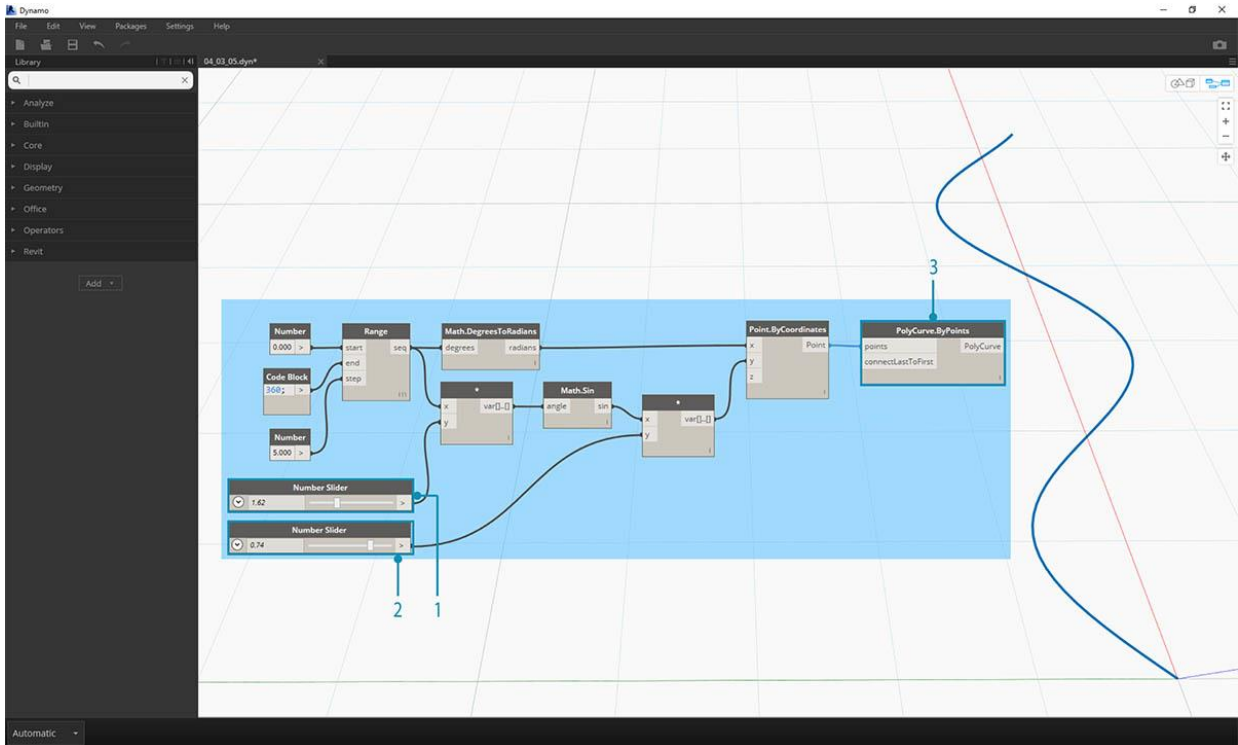 Dynamo
File Edit View Packages Settings Help
Library
04_03_05.dyn*
Analyze
BuiltIn
Core
Display
Geometry
Office
Operators
Revit
Add
3
Number
0.000 >
Code Block
360; >
Number
5.000 >
Range
start seq
end
step
Math.DegreesToRadians
degrees radians
*
x var[]..[]
y
Math.Sin
angle sin
*
x var[]..[]
y
Point.ByCoordinates
x Point
y
z
PolyCurve.ByPoints
points PolyCurve
connectLastToFirst
Number Slider
1.62 >
Number Slider
0.74 >
2 1
Automatic